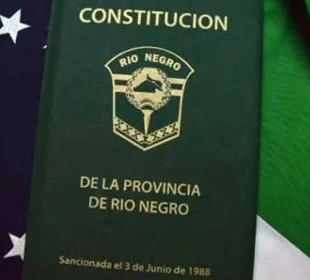 CONSTITUCION
RIO NEGRO
DE LA PROVINCIA
DE RIO NEGRO
Sancionada el 3 de Junio de 1988